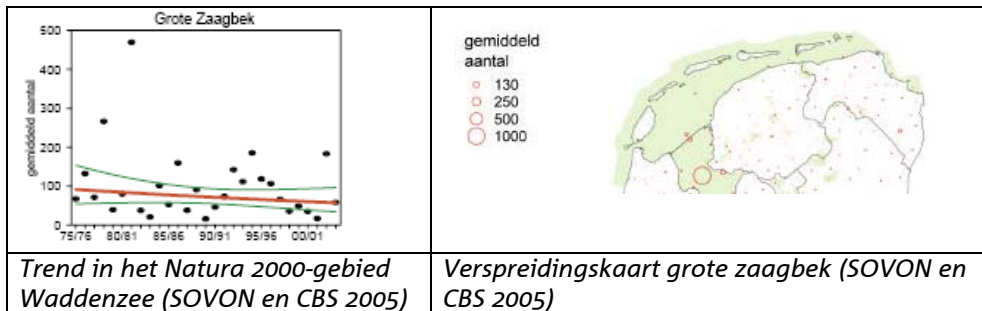 Grote Zaagbek
500
400
300
200
100
0
gemiddeld aantal
75/76 80/81 85/86 90/91 95/96 00/01
gemiddeld
aantal
130
250
500
1000
Trend in het Natura 2000-gebied
Waddenzee (SOVON en CBS 2005)
Verspreidingskaart grote zaagbek (SOVON en
CBS 2005)